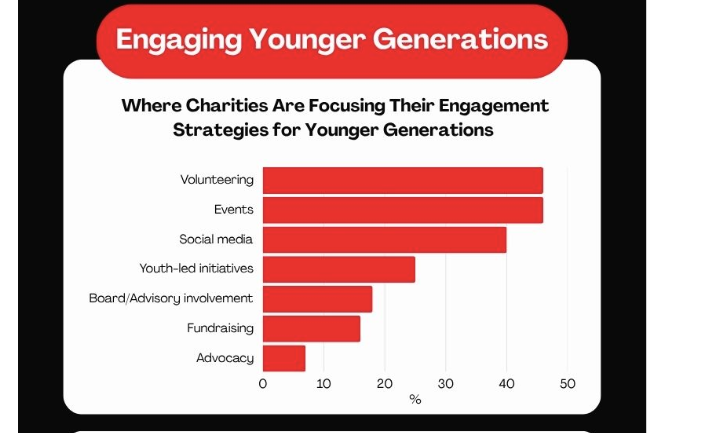 Engaging Younger Generations
Where Charities Are Focusing Their Engagement
Strategies for Younger Generations
Volunteering
Events
Social media
Youth-led initiatives
Board/Advisory involvement
Fundraising
Advocacy
0 10 20 30 40 50
%